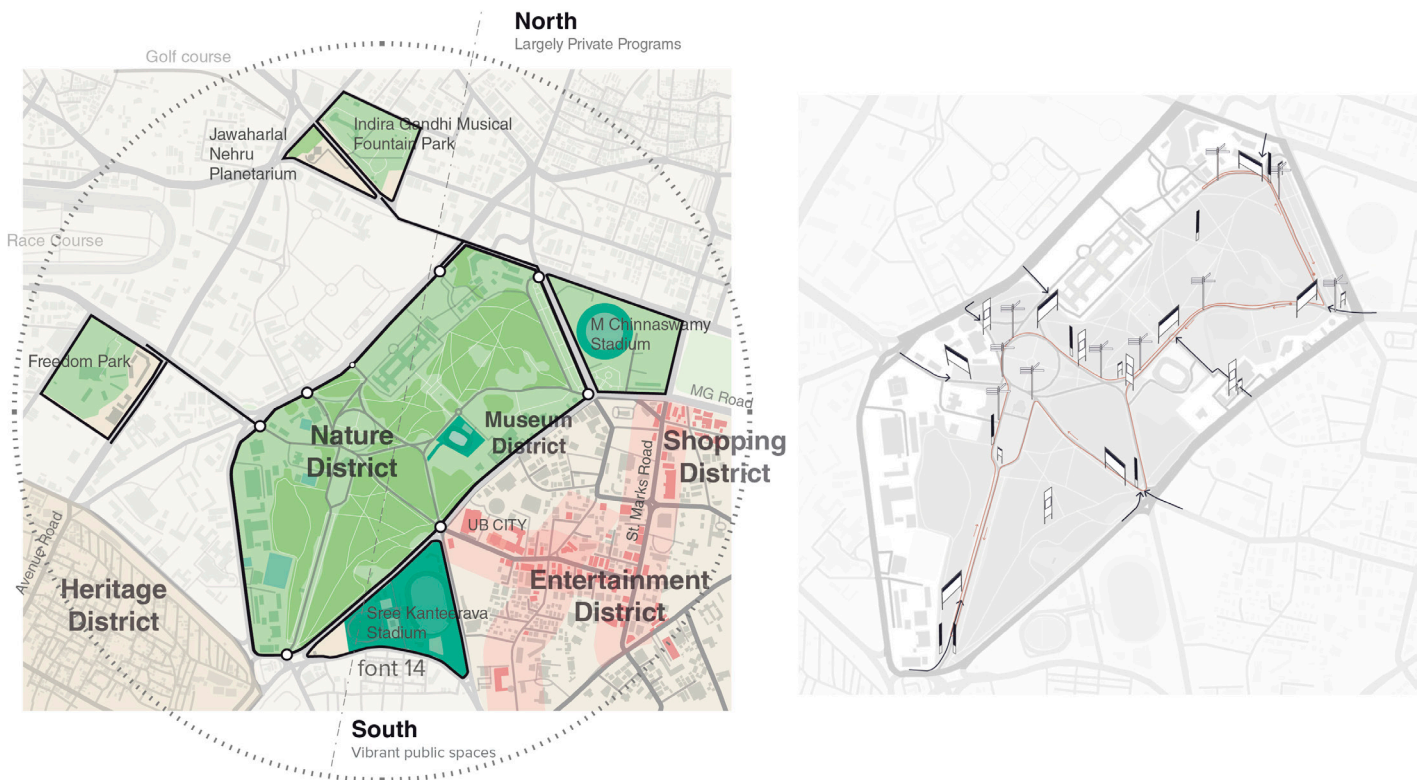 North
Largely Private Programs
Golf course
Jawaharlal
Nehru
Planetarium
Indira Gandhi Musical
Fountain Park
Race Course
M Chinnaswamy
Stadium
Freedom Park
MG Road
Nature
District
Museum
District
Shopping
District
St. Marks Road
UB CITY
Avenue Road
Heritage
District
Entertainment
District
Sree Kanteerava
Stadium
font 14
South
Vibrant public spaces